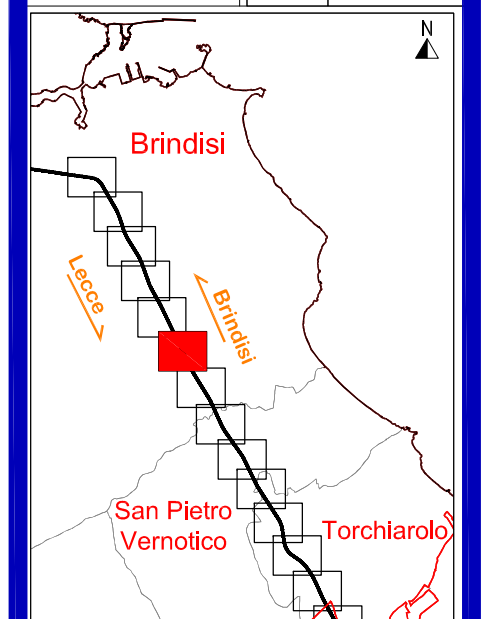 N
Brindisi
Lecce
Brindisi
San Pietro
Vernotico
Torchiarolo